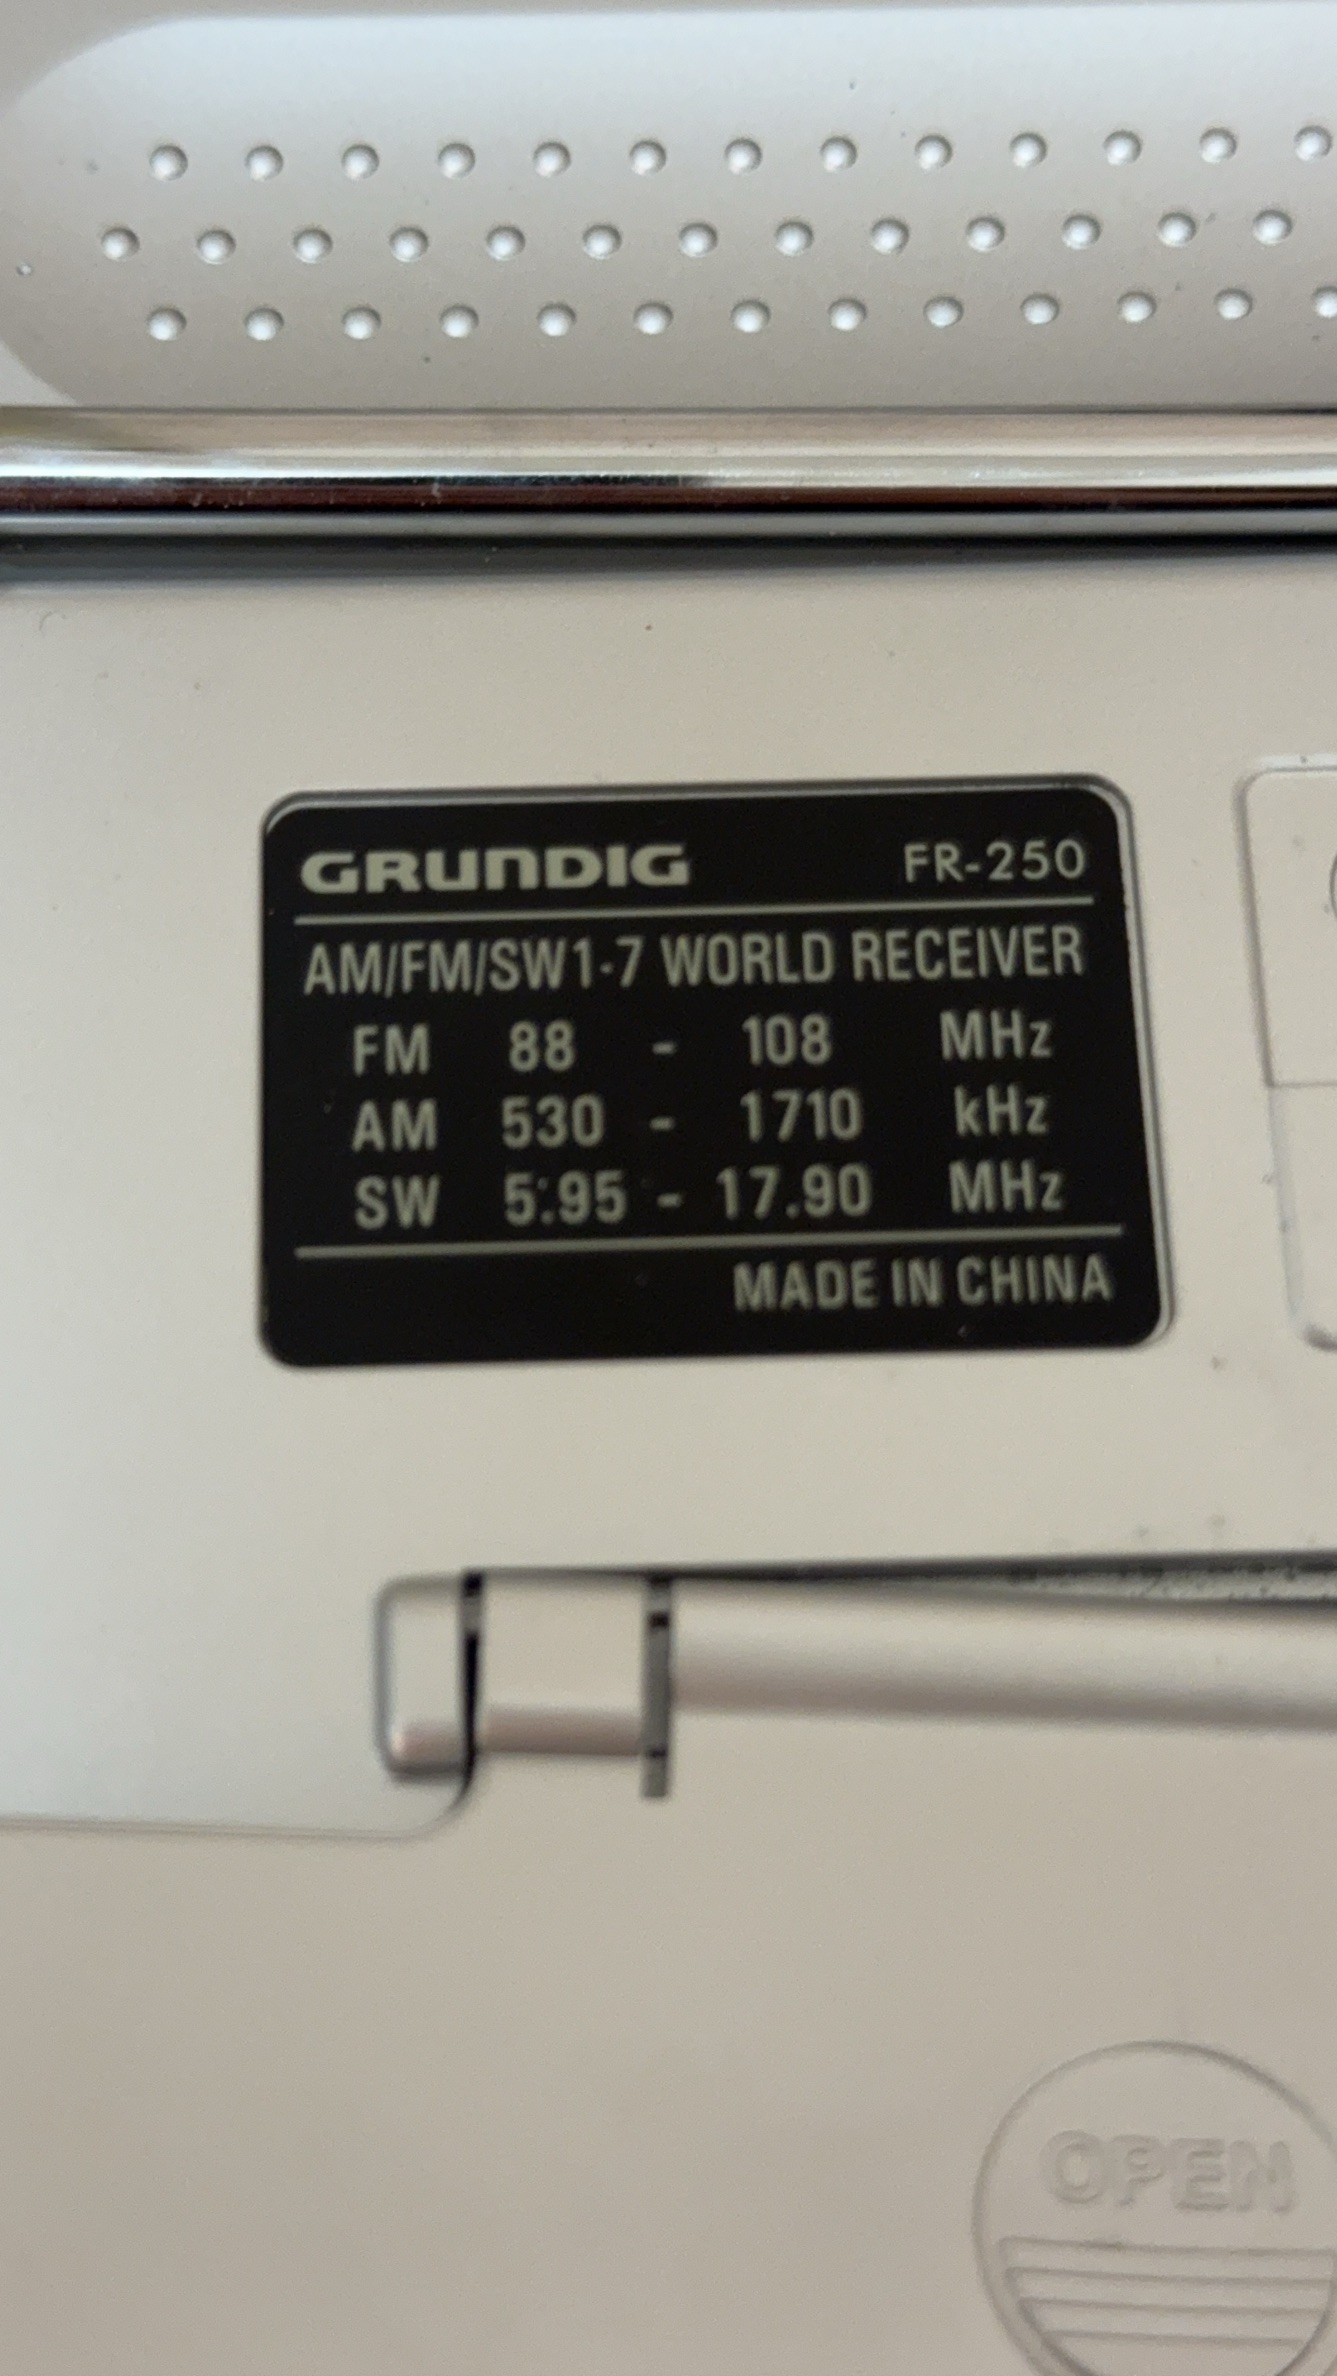 GRUNDIG FR-250
AM/FM/SW1-7 WORLD RECEIVER
FM 88 - 108 MHz
AM 530 - 1710 kHz
SW 5.95 - 17.90 MHz
MADE IN CHINA
OPEN